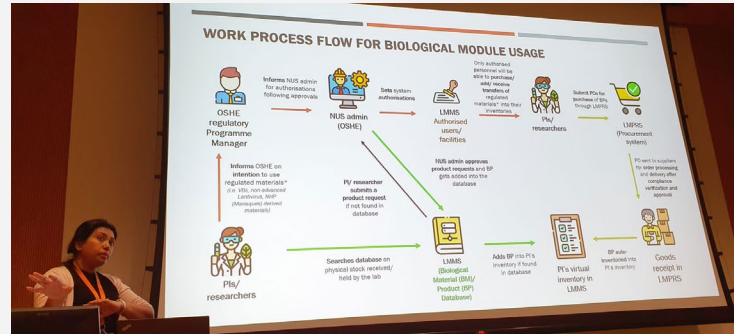 WORK PROCESS FLOW FOR BIOLOGICAL MODULE USAGE
OSHE
regulatory
Programme
Manager
Informs NUS admin
for authorisations
following approvals
NUS admin
(OSHE)
Sets system
authorisations
LMMS
Authorised
users/
facilities
Only authorised
personnel will be
able to purchase/
add/ receive
transfers of
regulated
materials* into their
inventories
PIs/
researchers
Submit POs for
purchase of BPs
through LMPRS
LMPRS
(Procurement
system)
Informs OSHE on
intention to use
regulated materials*
(i.e. VBs, non-advanced
Lentivirus, NHP
(Macaques) derived
materials)
PI/ researcher
submits a
product request
if not found in
database
NUS admin approves
product requests and BP
gets added into the
database
PO sent to suppliers
for order processing
and delivery after
compliance
verification and
approval
PIs/
researchers
Searches database on
physical stock received/
held by the lab
LMMS
(Biological
Material (BM)/
Product (BP)
Database)
Adds BP into PI's
inventory if found
in database
PI's virtual
inventory in
LMMS
BP auto-
inventoried into
PI's inventory
Goods
receipt in
LMPRS